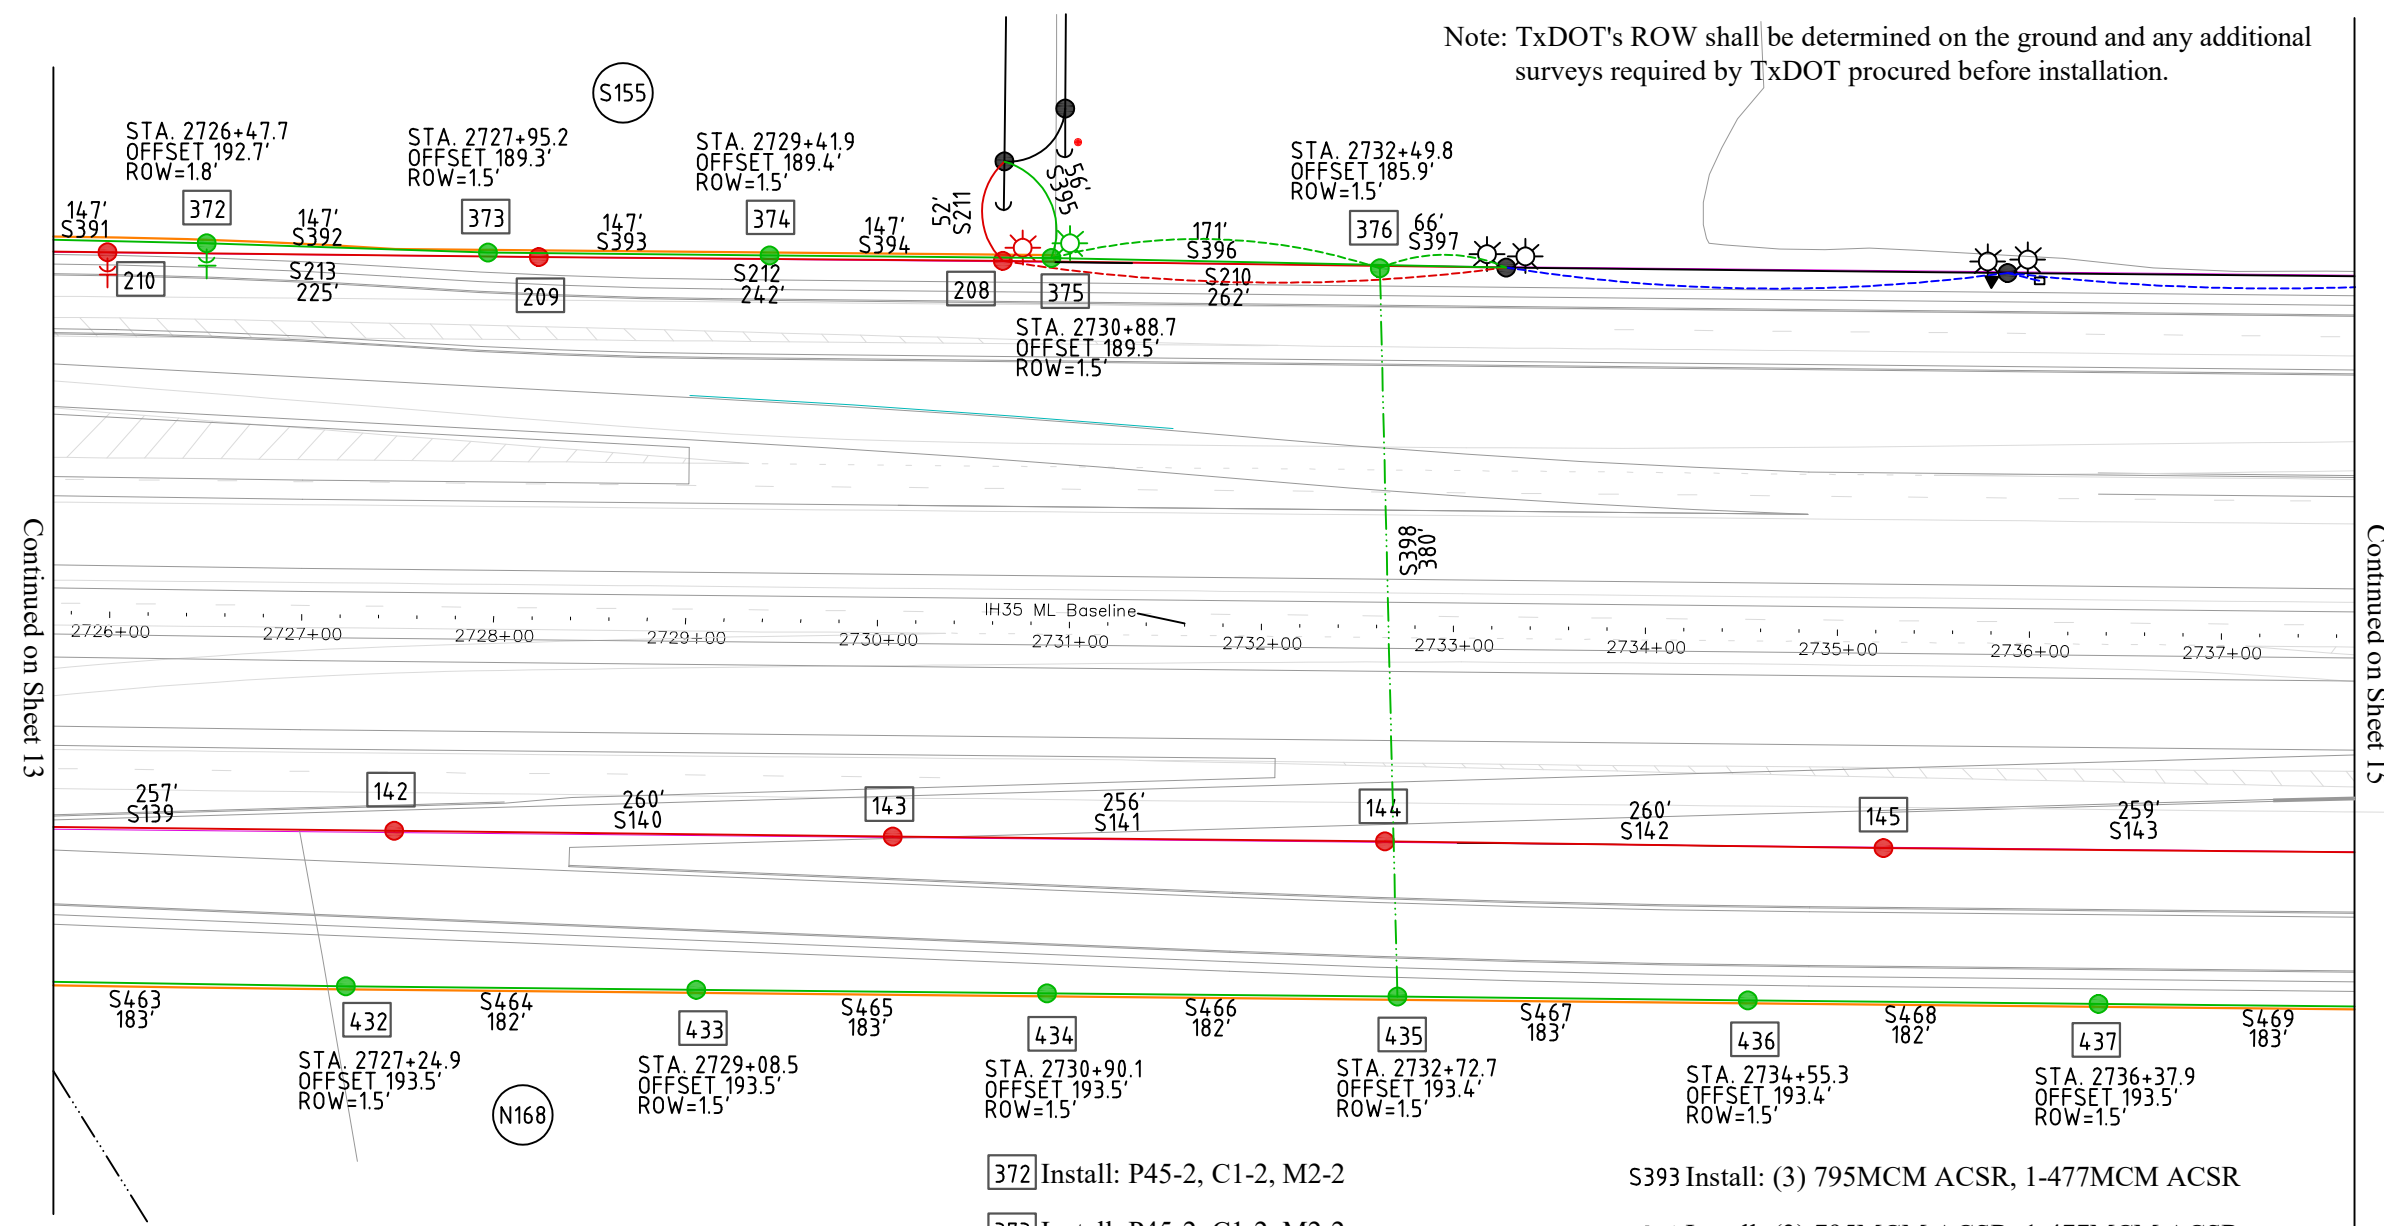 Note: TxDOT's ROW shall be determined on the ground and any additional
surveys required by TxDOT procured before installation.
S155
STA. 2726+47.7
OFFSET 192.7'
ROW=1.8'
STA. 2727+95.2
OFFSET 189.3'
ROW=1.5'
STA. 2729+41.9
OFFSET 189.4'
ROW=1.5'
STA. 2732+49.8
OFFSET 185.9'
ROW=1.5'
147'
S391
372
147'
S392
373
147'
S393
374
147'
S394
52'
S211
56'
S395
171'
S396
376
66'
S397
210
S213
225'
209
S212
242'
208
375
S210
262'
STA. 2730+88.7
OFFSET 189.5'
ROW=1.5'
S398
380'
Continued on Sheet 13
Continued on Sheet 15
IH35 ML Baseline
2726+00
2727+00
2728+00
2729+00
2730+00
2731+00
2732+00
2733+00
2734+00
2735+00
2736+00
2737+00
257'
S139
142
260'
S140
143
256'
S141
144
260'
S142
145
259'
S143
S463
183'
432
S464
182'
433
S465
183'
434
S466
182'
435
S467
183'
436
S468
182'
437
S469
183'
STA. 2727+24.9
OFFSET 193.5'
ROW=1.5'
STA. 2729+08.5
OFFSET 193.5'
ROW=1.5'
STA. 2730+90.1
OFFSET 193.5'
ROW=1.5'
STA. 2732+72.7
OFFSET 193.4'
ROW=1.5'
STA. 2734+55.3
OFFSET 193.4'
ROW=1.5'
STA. 2736+37.9
OFFSET 193.5'
ROW=1.5'
N168
372 Install: P45-2, C1-2, M2-2
S393 Install: (3) 795MCM ACSR, 1-477MCM ACSR